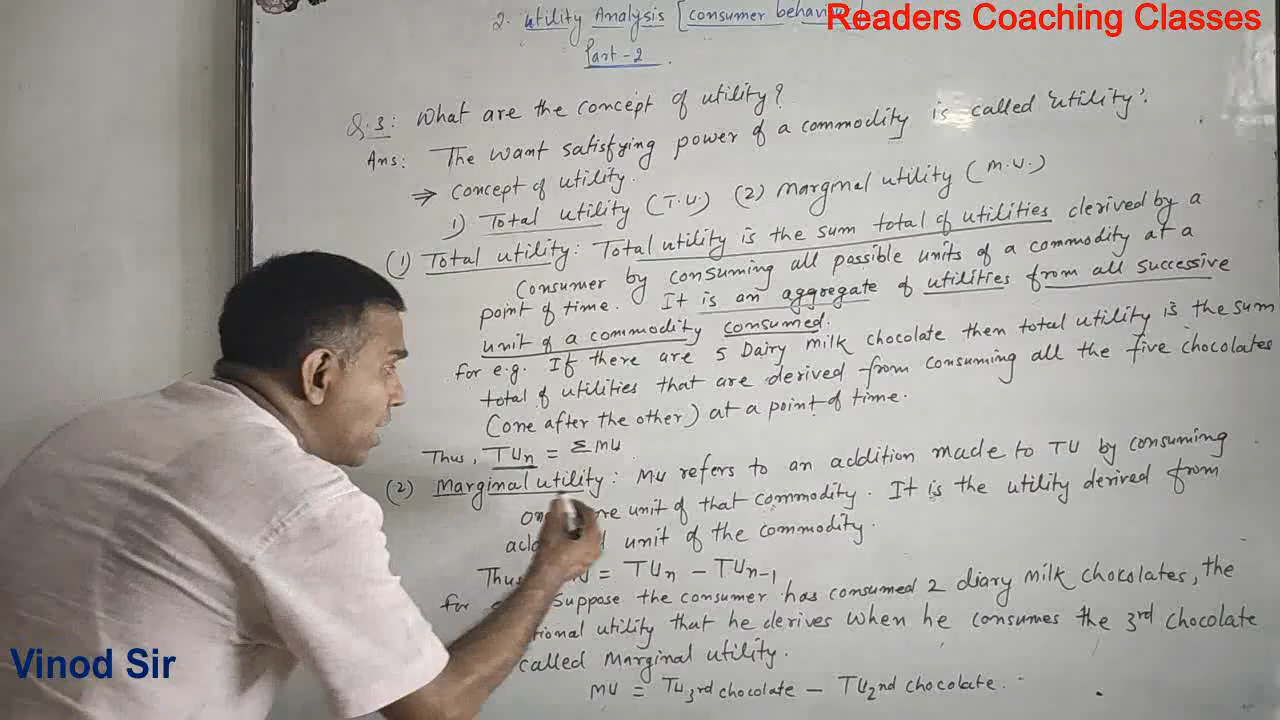 2. Utility Analysis [consumer
Readers Coaching Classes
Part-2
Q.3: What are the concept of utility?
Ans: The want satisfying power of a commodity is called 'utility'.
⇒ concept of utility.
1) Total utility (T.U.) (2) Marginal utility (M.U.)
(1) Total utility: Total utility is the sum total of utilities derived by a
consumer by consuming all possible units of a commodity at a
point of time. It is an aggregate of utilities from all successive
unit of a commodity consumed.
for e.g. If there are 5 Dairy milk chocolate then total utility is the sum
total of utilities that are derived from consuming all the five chocolates
(one after the other) at a point of time.
Thus, TUn = ΣMU.
(2) Marginal utility: MU refers to an addition made to TU by consuming
unit of that commodity. It is the utility derived from
unit of the commodity.
Thus = TUn - TUn-1
for suppose the consumer has consumed 2 diary milk chokolates, the
utility that he derives when he consumes the 3rd chocolate
called Marginal utility.
MU = TU3rd chocolate - TU2nd chocolate.
Vinod Sir